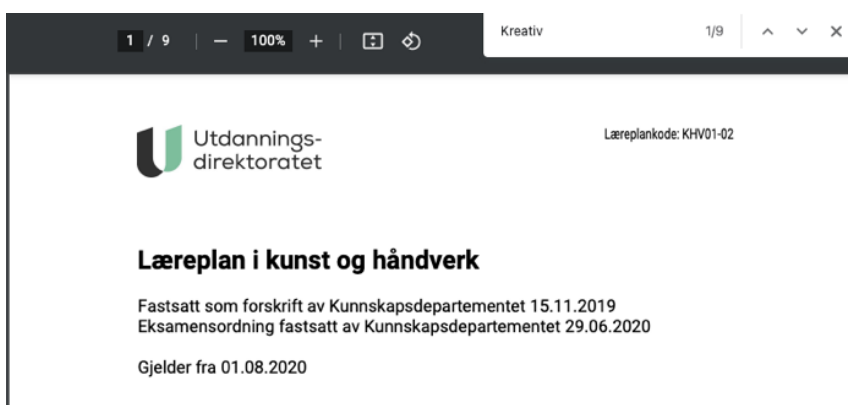 1 / 9 | − 100% + |
Kreativ 1/9
Utdannings-
direktoratet
Læreplankode: KHV01-02
Læreplan i kunst og håndverk
Fastsatt som forskrift av Kunnskapsdepartementet 15.11.2019
Eksamensordning fastsatt av Kunnskapsdepartementet 29.06.2020
Gjelder fra 01.08.2020